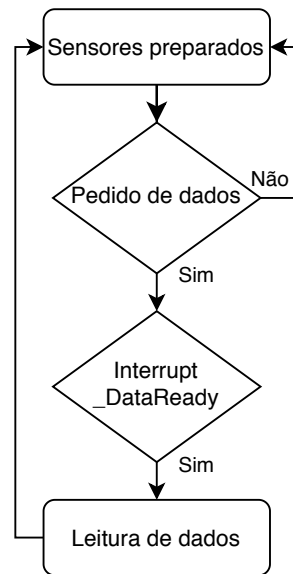 Sensores preparados
Pedido de dados
Não
Sim
Interrupt
_DataReady
Sim
Leitura de dados